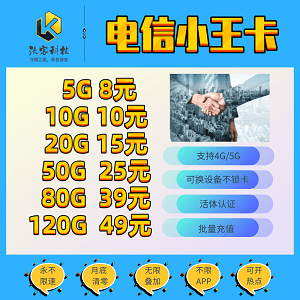 电信小王卡
5G 8元
10G 10元
20G 15元
50G 25元
80G 39元
120G 49元
支持4G/5G
可换设备不锁卡
活体认证
批量充值
永不限速
月底清零
无限叠加
不限APP
可开热点